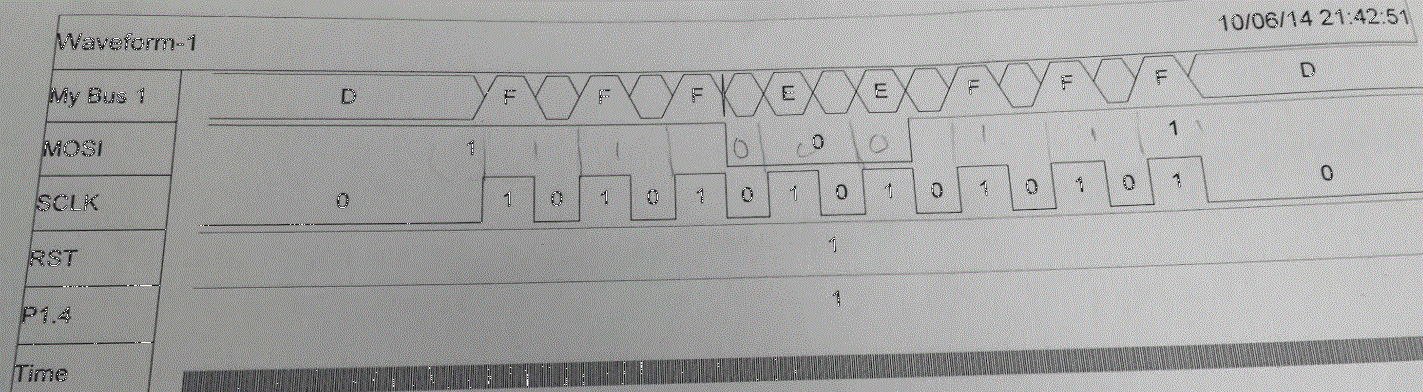 10/06/14 21:42:51
Waveform-1
My Bus 1 D F F F E E F F F D
MOSI 1 1 1 0 0 0 0 1 1 1 1
SCLK 0 1 0 1 0 1 0 1 0 1 0 1 0 1 0 1 0
RST 1
P1.4 1
Time